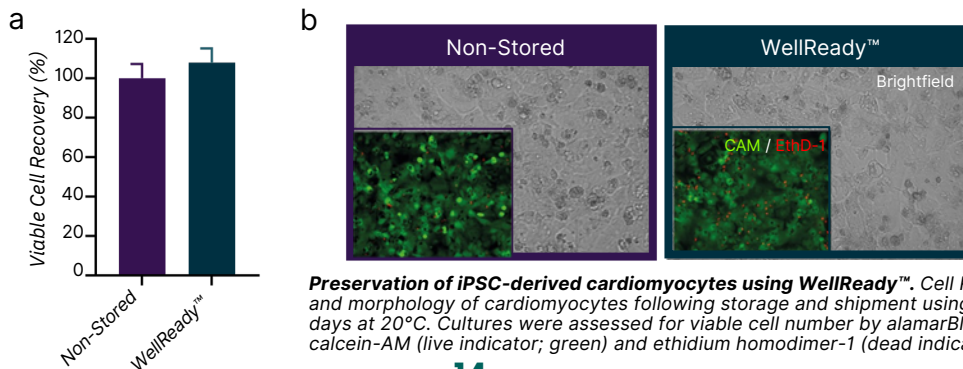 a
120
100
80
60
40
20
0
Viable Cell Recovery (%)
Non-Stored
WellReady™
b
Non-Stored
WellReady™
Brightfield
CAM / EthD-1
Preservation of iPSC-derived cardiomyocytes using WellReady™. Cell
and morphology of cardiomyocytes following storage and shipment using
days at 20°C. Cultures were assessed for viable cell number by
calcein-AM (live indicator; green) and ethidium homodimer-1 (dead